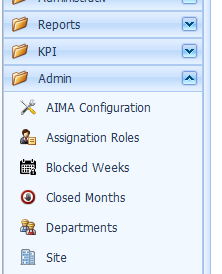 Reports
KPI
Admin
AIMA Configuration
Assignation Roles
Blocked Weeks
Closed Months
Departments
Site